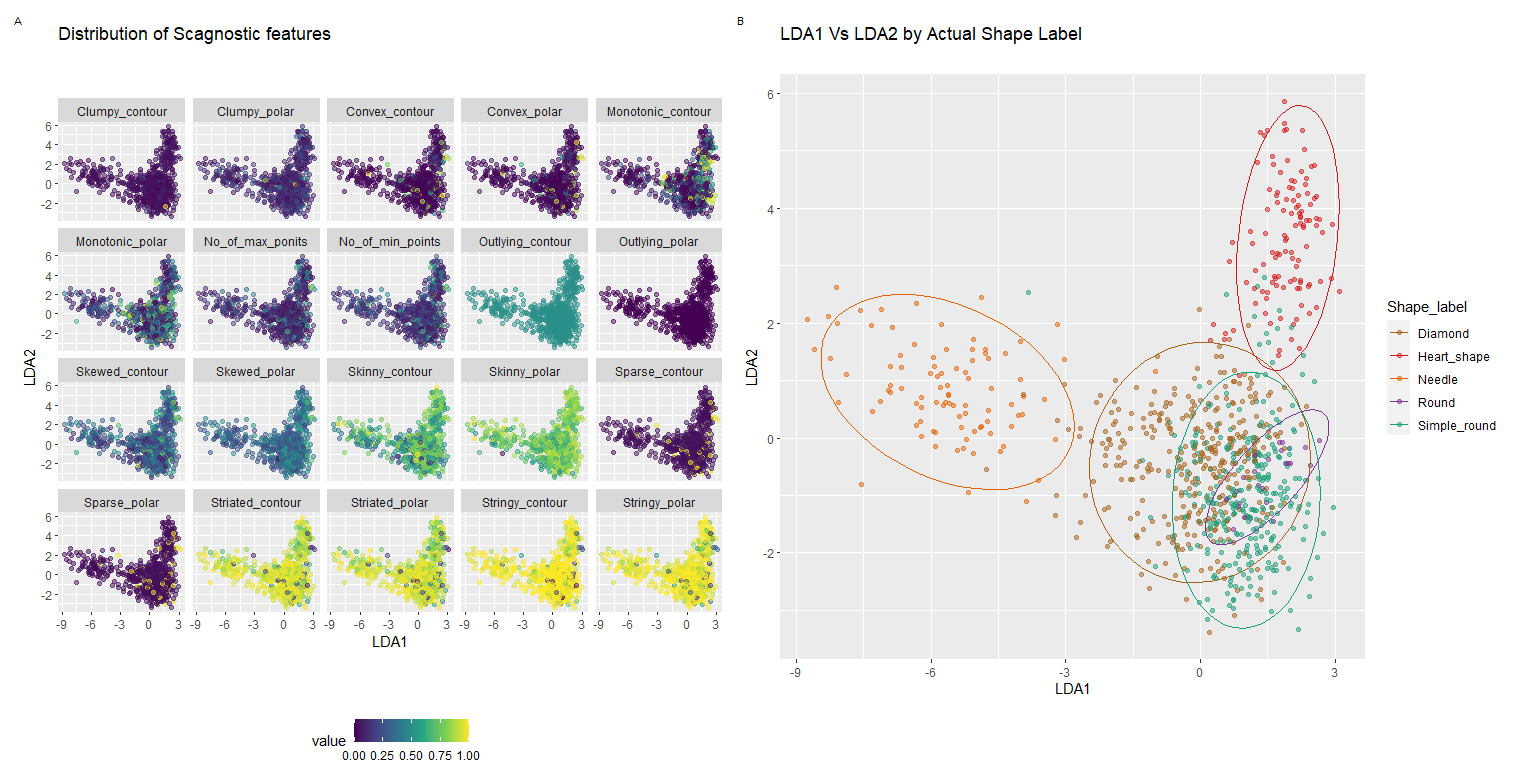 A
Distribution of Scagnostic features
Clumpy_contour Clumpy_polar Convex_contour Convex_polar Monotonic_contour
6
4
2
0
-2
Monotonic_polar No_of_max_ponits No_of_min_points Outlying_contour Outlying_polar
6
4
2
0
-2
Skewed_contour Skewed_polar Skinny_contour Skinny_polar Sparse_contour
6
4
2
0
-2
Sparse_polar Striated_contour Striated_polar Stringy_contour Stringy_polar
6
4
2
0
-2
-9 -6 -3 0 3 -9 -6 -3 0 3 -9 -6 -3 0 3 -9 -6 -3 0 3 -9 -6 -3 0 3
LDA1
LDA2
value
0.00 0.25 0.50 0.75 1.00
B
LDA1 Vs LDA2 by Actual Shape Label
6
4
2
0
-2
-9 -6 -3 0 3
LDA1
LDA2
Shape_label
Diamond
Heart_shape
Needle
Round
Simple_round